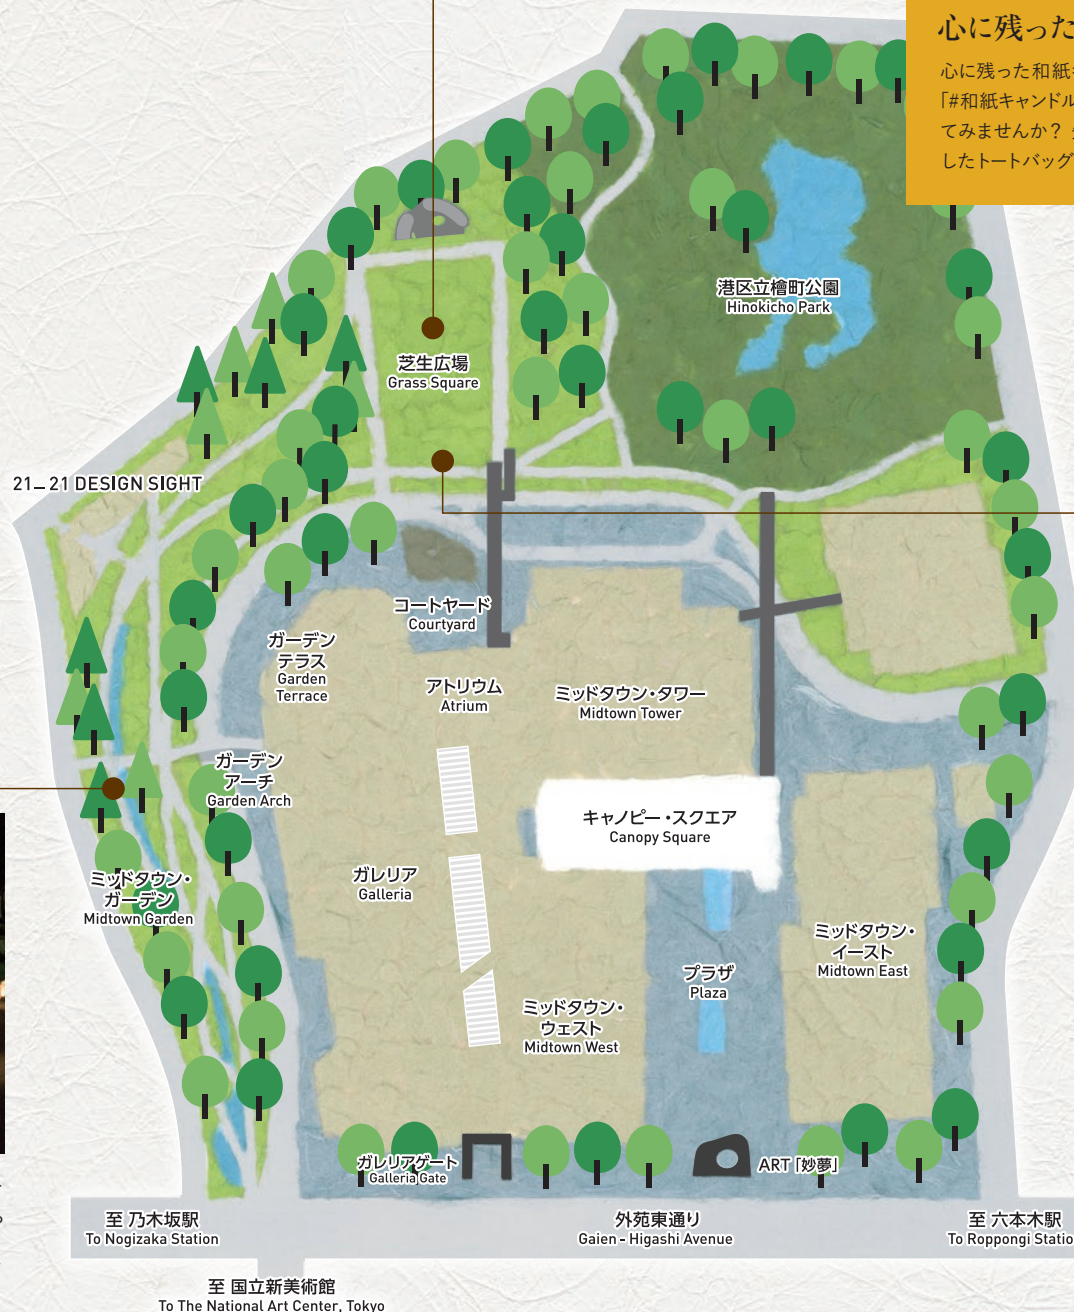 心に残った
心に残った和紙
「#和紙キャンドル
てみませんか？
したトートバッグ
港区立檜町公園
Hinokicho Park
芝生広場
Grass Square
21_21 DESIGN SIGHT
コートヤード
Courtyard
ガーデン
テラス
Garden
Terrace
アトリウム
Atrium
ミッドタウン・タワー
Midtown Tower
ガーデン
アーチ
Garden Arch
キャノピー・スクエア
Canopy Square
ガレリア
Galleria
ミッドタウン・
ガーデン
Midtown Garden
ミッドタウン・
イースト
Midtown East
プラザ
Plaza
ミッドタウン・
ウェスト
Midtown West
ガレリアゲート
Galleria Gate
ART「妙夢」
至 乃木坂駅
To Nogizaka Station
外苑東通り
Gaien - Higashi Avenue
至 六本木駅
To Roppongi Statio
至 国立新美術館
To The National Art Center, Tokyo